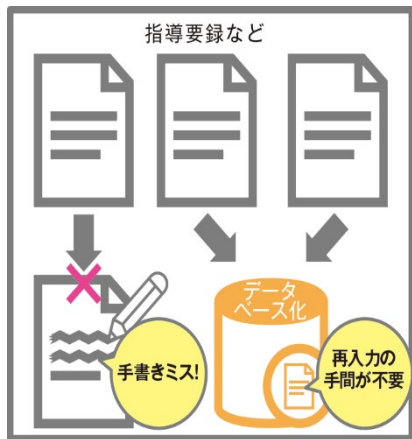 指導要録など
データ
ベース化
手書きミス!
再入力の
手間が不要